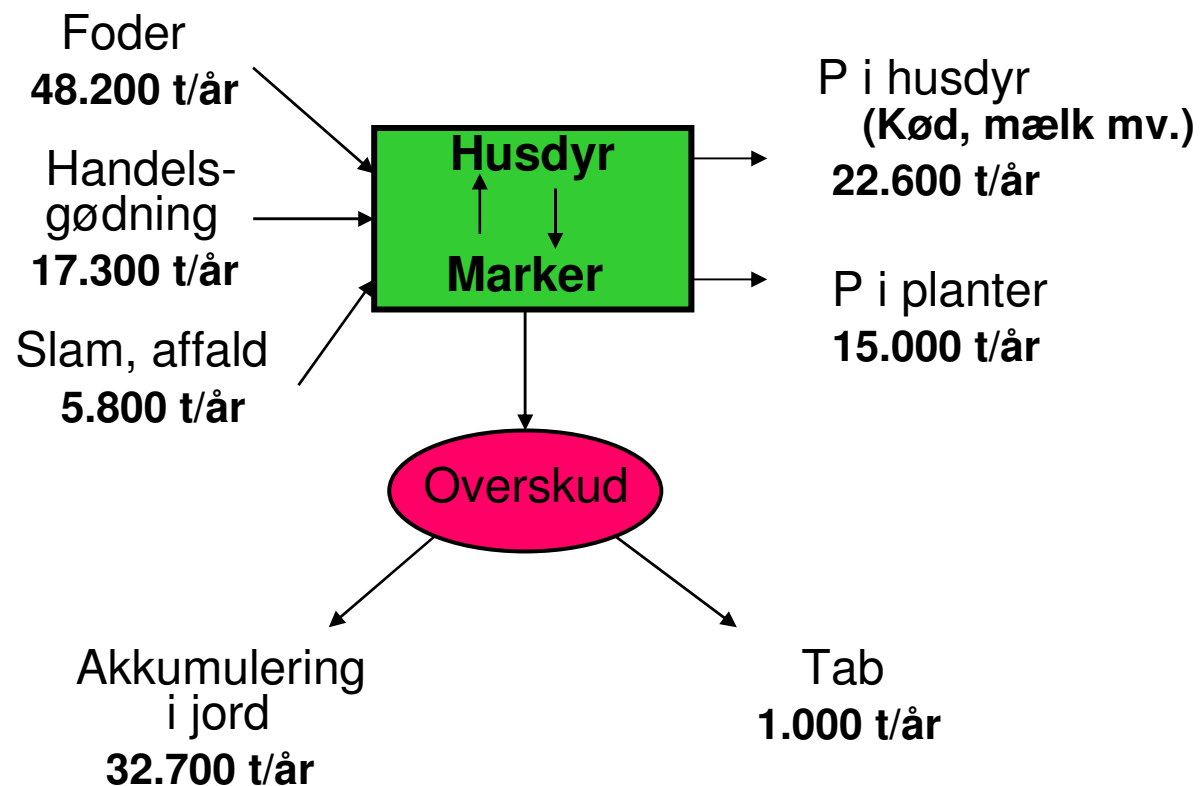 Foder
48.200 t/år
Handels-
gødning
17.300 t/år
Slam, affald
5.800 t/år
Husdyr
Marker
P i husdyr
(Kød, mælk mv.)
22.600 t/år
P i planter
15.000 t/år
Overskud
Akkumulering
i jord
32.700 t/år
Tab
1.000 t/år